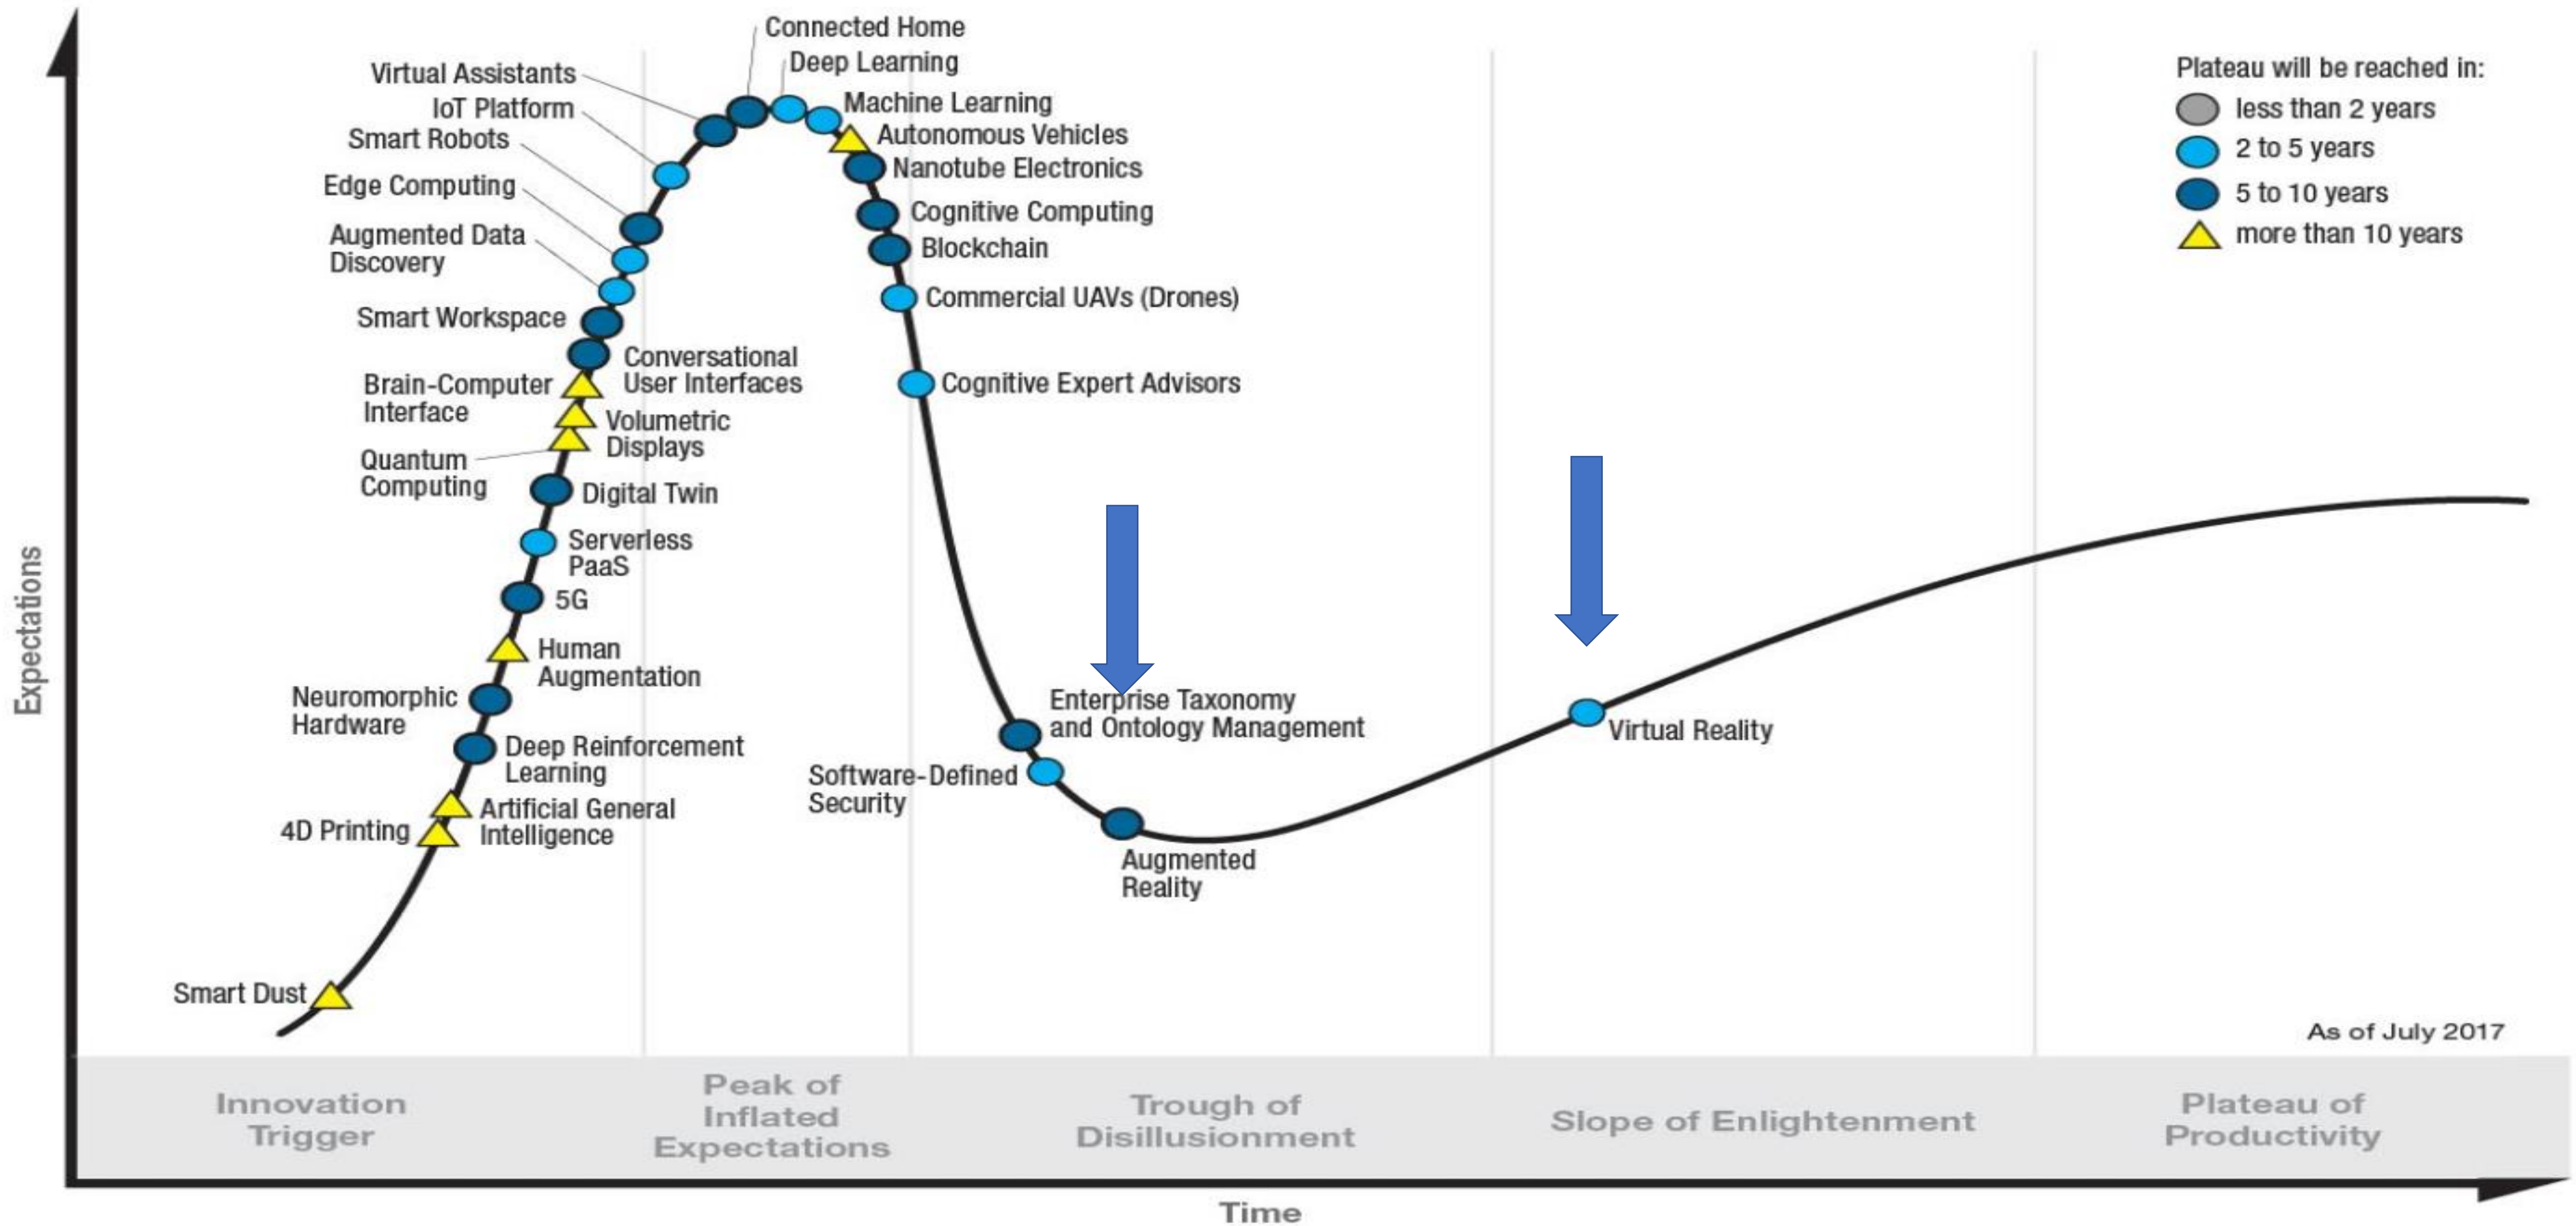 Connected Home
Deep Learning
Virtual Assistants
IoT Platform
Smart Robots
Edge Computing
Augmented Data
Discovery
Smart Workspace
Brain-Computer
Interface
Quantum
Computing
Machine Learning
Autonomous Vehicles
Nanotube Electronics
Cognitive Computing
Blockchain
Commercial UAVs (Drones)
Cognitive Expert Advisors
Conversational
User Interfaces
Volumetric
Displays
Digital Twin
Serverless
PaaS
5G
Human
Augmentation
Neuromorphic
Hardware
Deep Reinforcement
Learning
Artificial General
Intelligence
4D Printing
Smart Dust
Enterprise Taxonomy
and Ontology Management
Software-Defined
Security
Augmented
Reality
Virtual Reality
Plateau will be reached in:
less than 2 years
2 to 5 years
5 to 10 years
more than 10 years
As of July 2017
Expectations
Innovation
Trigger
Peak of
Inflated
Expectations
Trough of
Disillusionment
Slope of Enlightenment
Plateau of
Productivity
Time